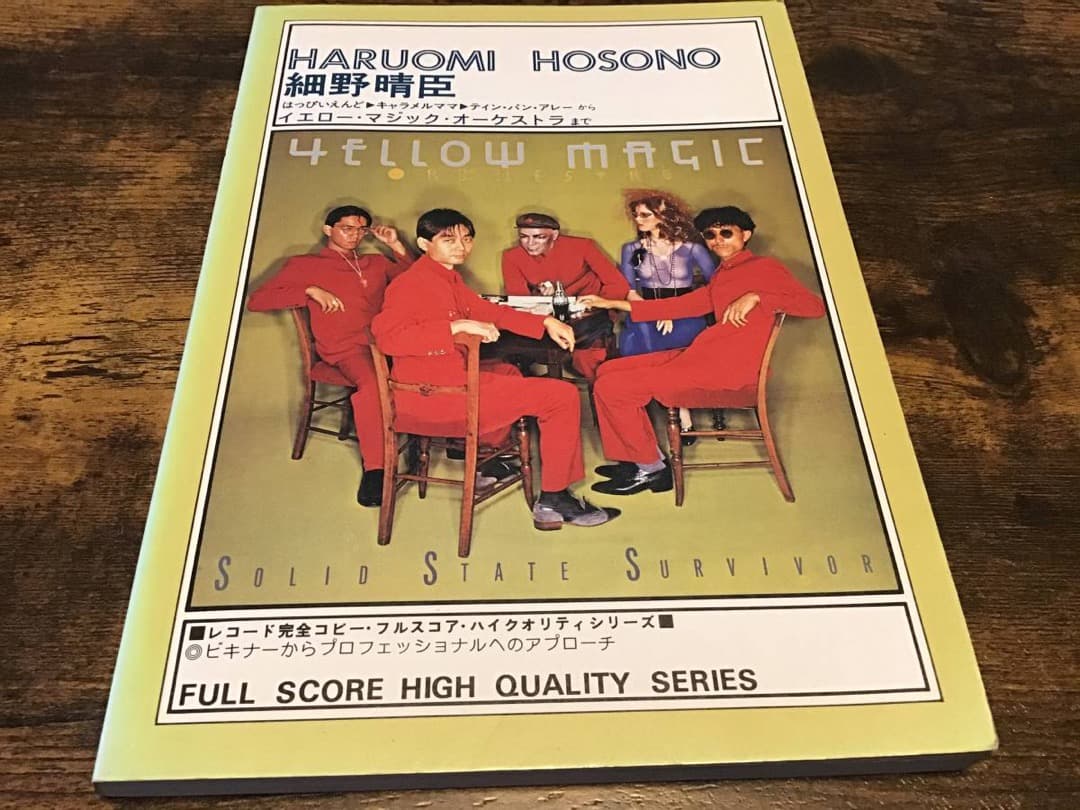 HARUOMI HOSONO
細野晴臣
はっぴいえんど▶キャラメルママ▶ティン・パン・アレー から
イエロー・マジック・オーケストラ まで
YELLOW MAGIC
ORCHESTRA
SOLID STATE SURVIVOR
■レコード完全コピー・フルスコア・ハイクオリティシリーズ■
◎ビキナーからプロフェッショナルへのアプローチ
FULL SCORE HIGH QUALITY SERIES